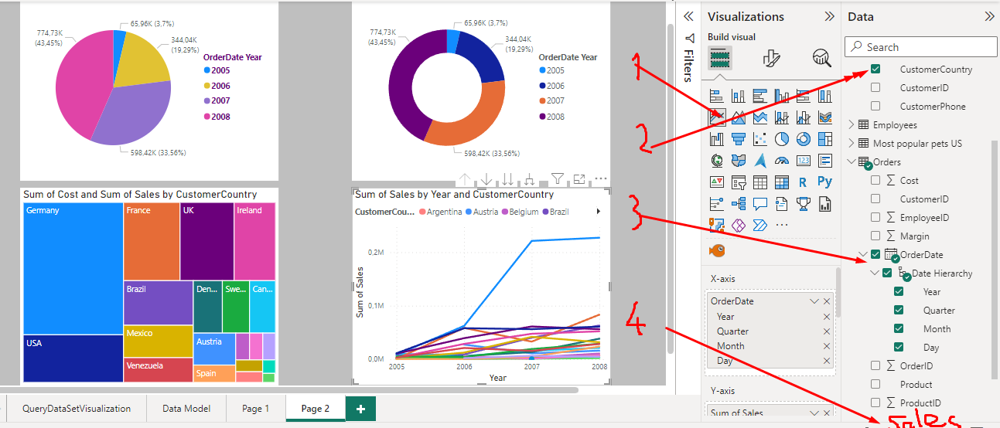 774,73K
(43,45%)
65,96K (3,7%)
344,04K
(19,29%)
598,42K (33,56%)
OrderDate Year
2005
2006
2007
2008
774,73K
(43,45%)
65,96K (3,7%)
344,04K
(19,29%)
598,42K (33,56%)
OrderDate Year
2005
2006
2007
2008
Sum of Cost and Sum of Sales by CustomerCountry
Germany
France
UK
Ireland
Brazil
Den...
Swe...
Can...
USA
Mexico
Austria
Venezuela
Spain
Sum of Sales by Year and CustomerCountry
CustomerCou... Argentina Austria Belgium Brazil
Sum of Sales
0,2M
0,1M
0,0M
2005 2006 2007 2008
Year
1
2
3
4
QueryDataSetVisualization Data Model Page 1 Page 2 +
Filters
Visualizations
Build visual
123
R Py
...
X-axis
OrderDate
Year
Quarter
Month
Day
Y-axis
Sum of Sales
Data
Search
CustomerCountry
CustomerID
CustomerPhone
Employees
Most popular pets US
Orders
Cost
CustomerID
EmployeeID
Margin
OrderDate
Date Hierarchy
Year
Quarter
Month
Day
OrderID
Product
ProductID
Sales